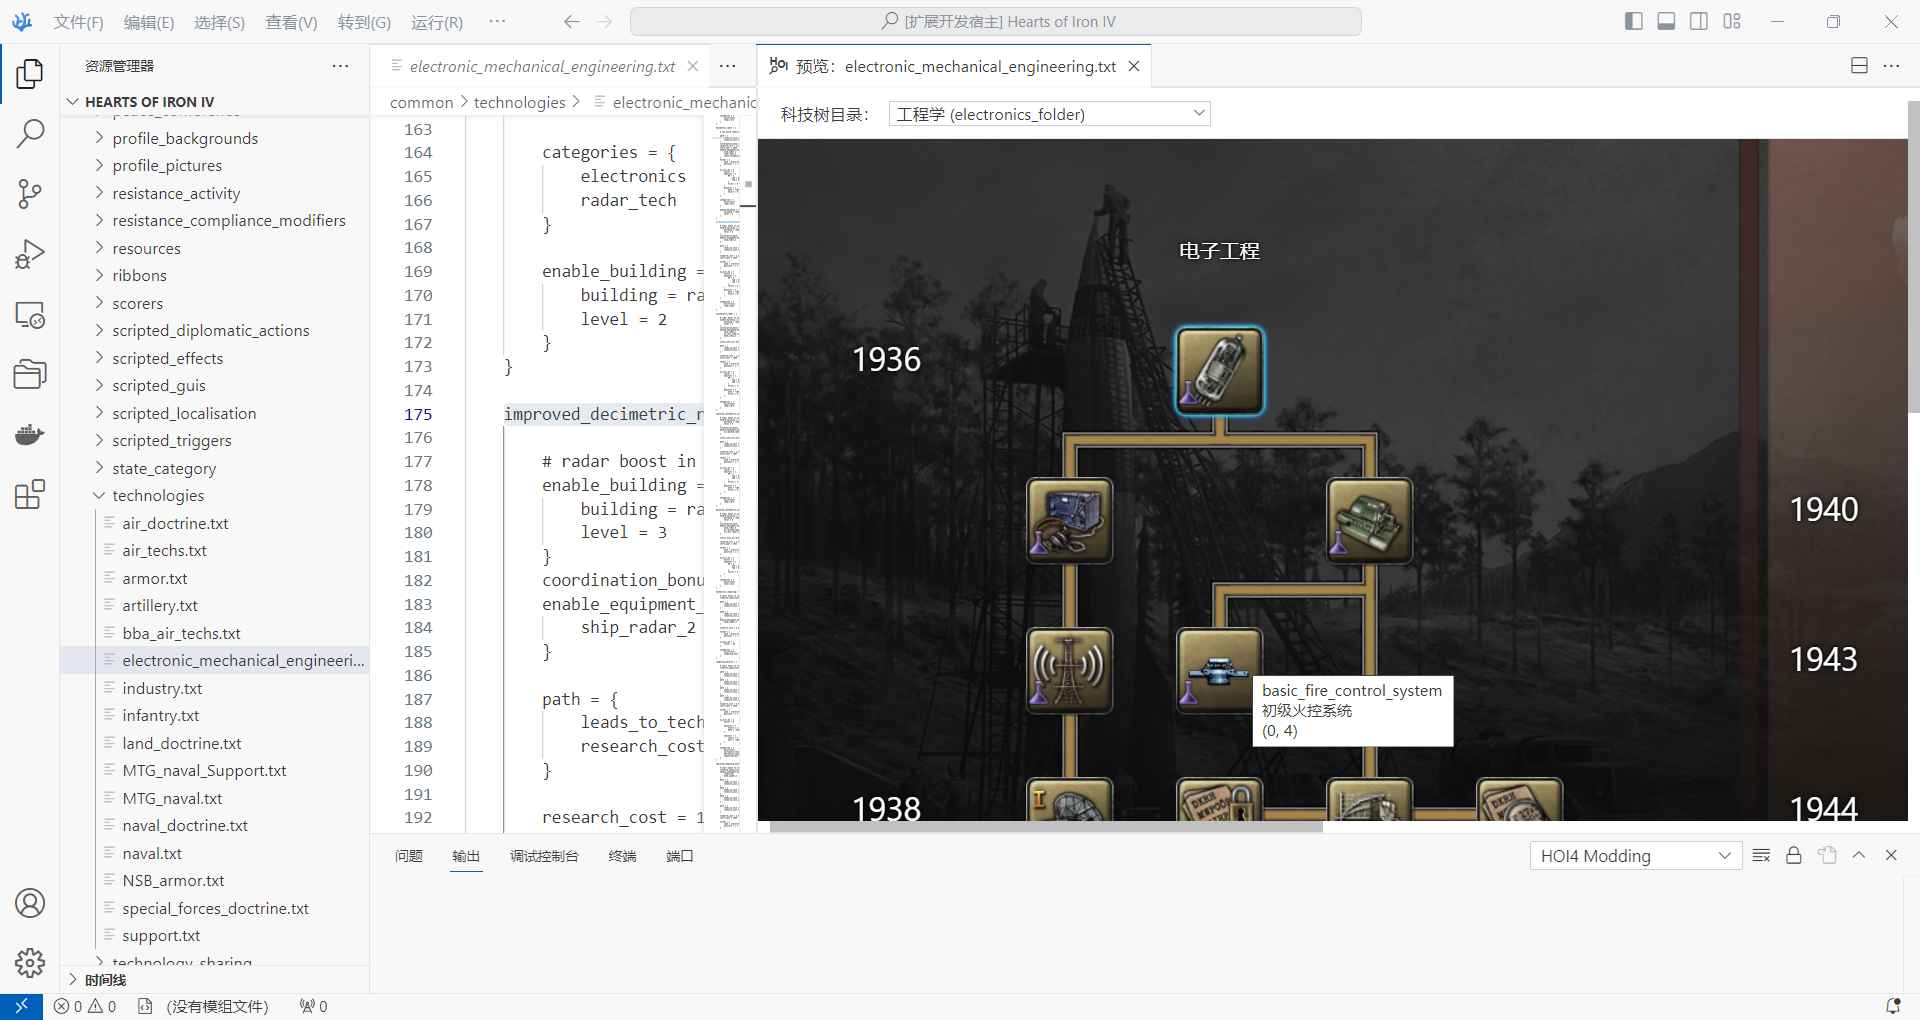 文件(F) 编辑(E) 选择(S) 查看(V) 转到(G) 运行(R) ···
[扩展开发宿主] Hearts of Iron IV
资源管理器
HEARTS OF IRON IV
peace_conference
profile_backgrounds
profile_pictures
resistance_activity
resistance_compliance_modifiers
resources
ribbons
scorers
scripted_diplomatic_actions
scripted_effects
scripted_guis
scripted_localisation
scripted_triggers
state_category
technologies
air_doctrine.txt
air_techs.txt
armor.txt
artillery.txt
bba_air_techs.txt
electronic_mechanical_engineeri...
industry.txt
infantry.txt
land_doctrine.txt
MTG_naval_Support.txt
MTG_naval.txt
naval_doctrine.txt
naval.txt
NSB_armor.txt
special_forces_doctrine.txt
support.txt
technology_sharing
时间线
electronic_mechanical_engineering.txt
common > technologies > electronic_mechanic
163
164 categories = {
165 electronics
166 radar_tech
167 }
168
169 enable_building =
170 building = ra
171 level = 2
172 }
173 }
174
175 improved_decimetric_r
176
177 # radar boost in
178 enable_building =
179 building = ra
180 level = 3
181 }
182 coordination_bonu
183 enable_equipment_
184 ship_radar_2
185 }
186
187 path = {
188 leads_to_tech
189 research_cost
190 }
191
192 research_cost = 1
预览: electronic_mechanical_engineering.txt
科技树目录: 工程学 (electronics_folder)
电子工程
1936
1940
1943
basic_fire_control_system
初级火控系统
(0, 4)
1938
1944
问题 输出 调试控制台 终端 端口
HOI4 Modding
0 0 (没有模组文件) 0